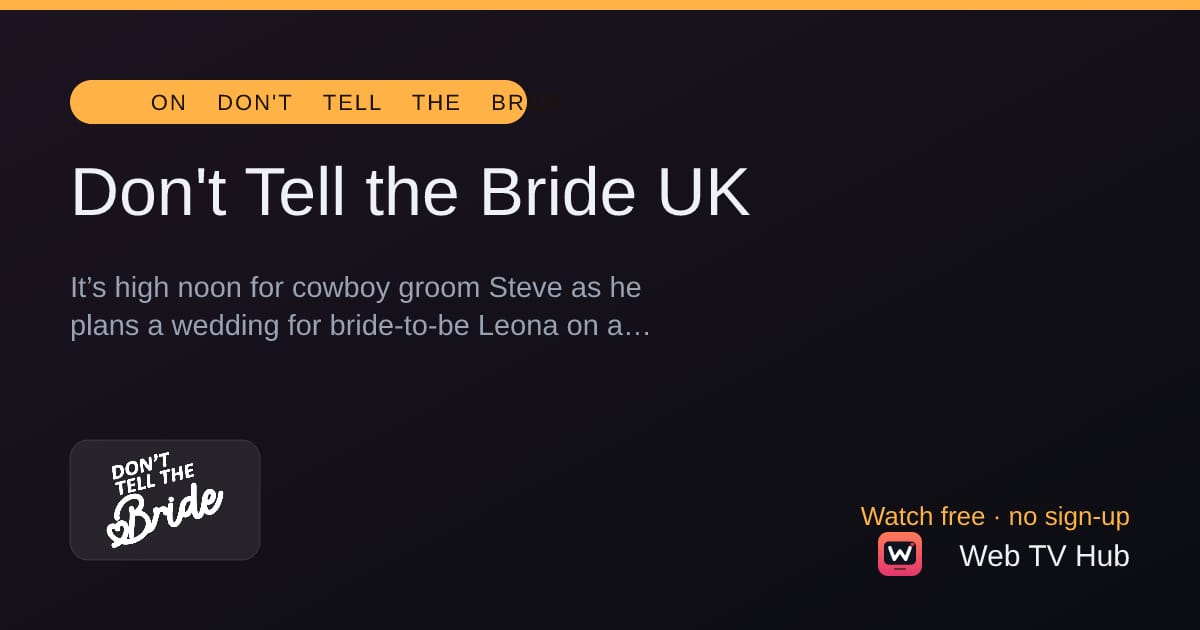 ON DON'T TELL THE BRIDE
Don't Tell the Bride UK
It’s high noon for cowboy groom Steve as he
plans a wedding for bride-to-be Leona on a…
DON'T
TELL THE
Bride
Watch free · no sign-up
W
Web TV Hub